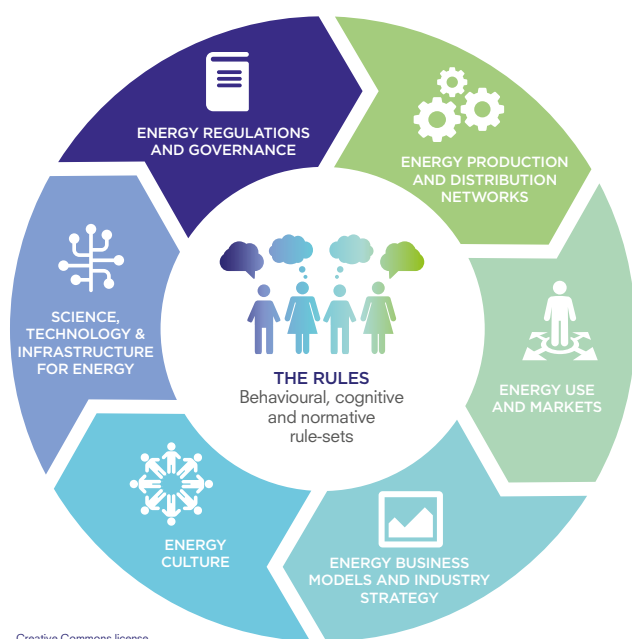 ENERGY REGULATIONS
AND GOVERNANCE
ENERGY PRODUCTION
AND DISTRIBUTION
NETWORKS
ENERGY USE
AND MARKETS
ENERGY BUSINESS
MODELS AND INDUSTRY
STRATEGY
ENERGY
CULTURE
SCIENCE,
TECHNOLOGY &
INFRASTRUCTURE
FOR ENERGY
THE RULES
Behavioural, cognitive
and normative
rule-sets
Creative Commons license